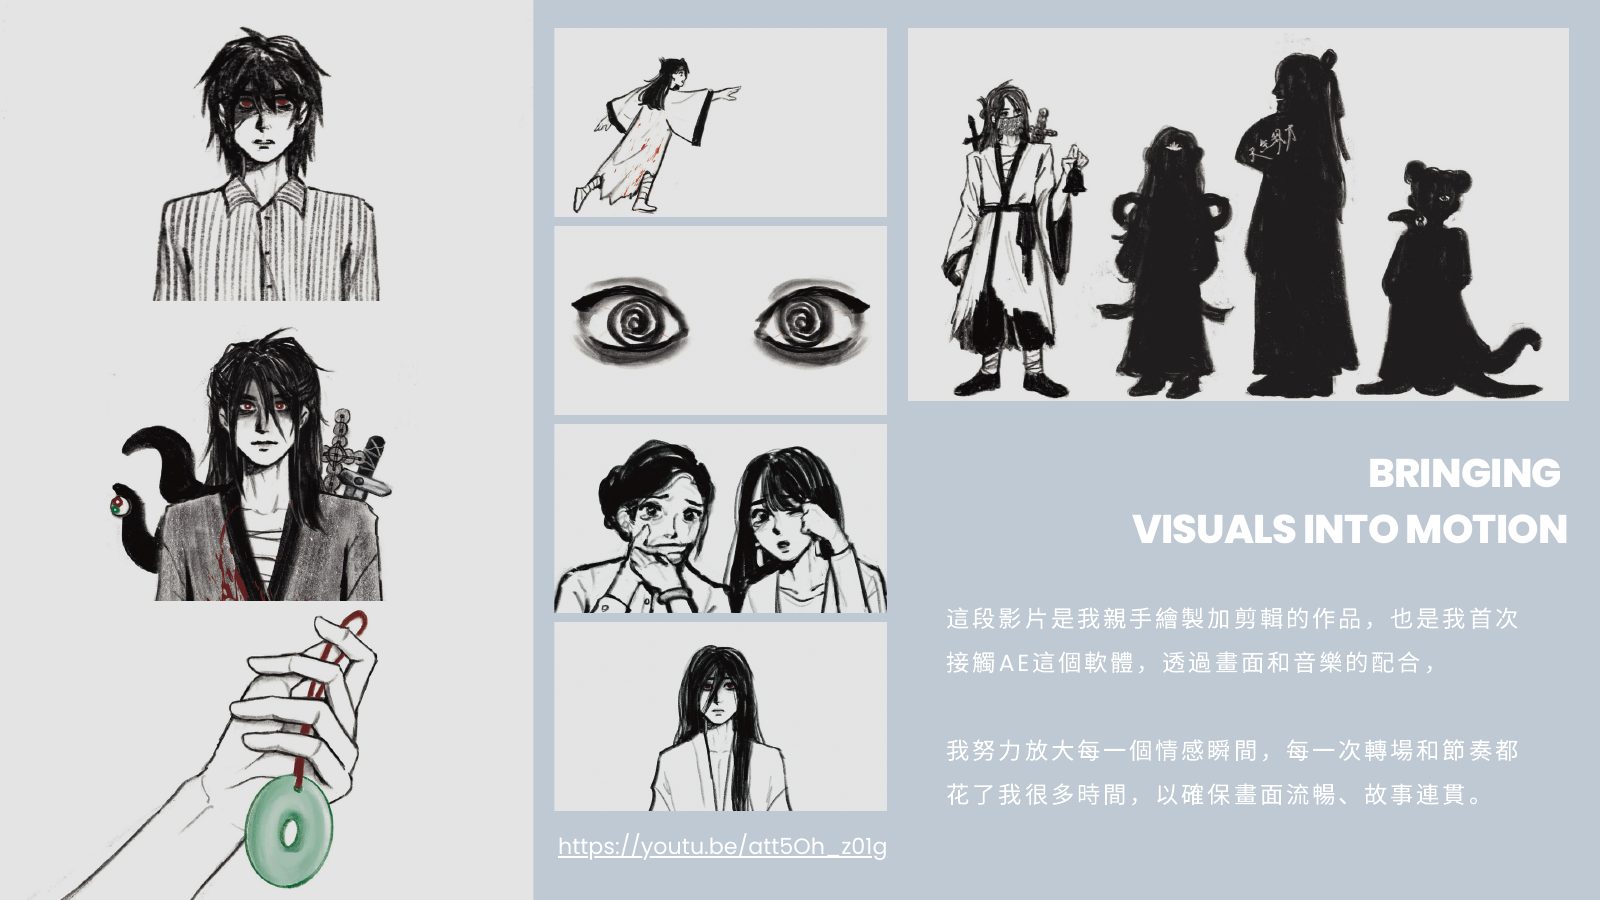 BRINGING
VISUALS INTO MOTION
這段影片是我親手繪製加剪輯的作品，也是我首次
接觸AE這個軟體，透過畫面和音樂的配合，
我努力放大每一個情感瞬間，每一次轉場和節奏都
花了我很多時間，以確保畫面流暢、故事連貫。
https://youtu.be/att5Oh_z01g